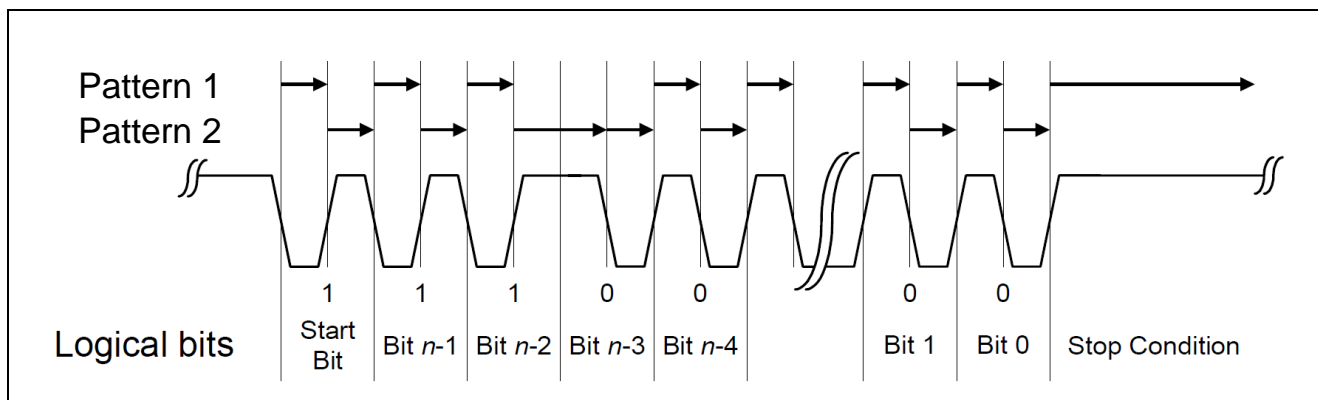 Pattern 1
Pattern 2
1 1 1 0 0 0 0
Logical bits
Start Bit
Bit n-1
Bit n-2
Bit n-3
Bit n-4
Bit 1
Bit 0
Stop Condition